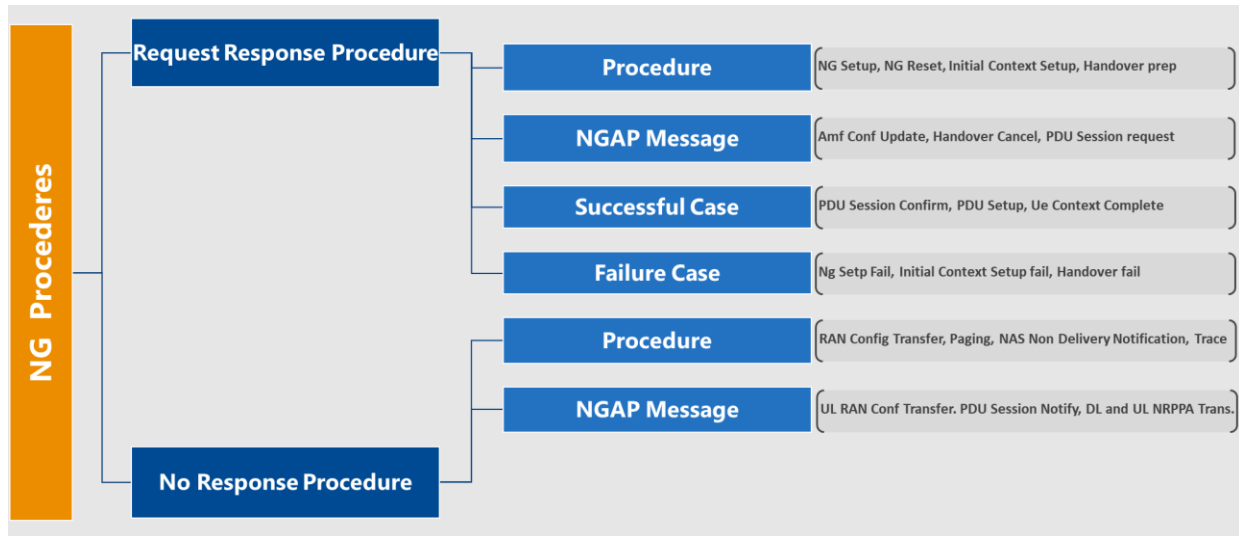 NG Procederes
Request Response Procedure
Procedure
NG Setup, NG Reset, Initial Context Setup, Handover prep
NGAP Message
Amf Conf Update, Handover Cancel, PDU Session request
Successful Case
PDU Session Confirm, PDU Setup, Ue Context Complete
Failure Case
Ng Setp Fail, Initial Context Setup fail, Handover fail
No Response Procedure
Procedure
RAN Config Transfer, Paging, NAS Non Delivery Notification, Trace
NGAP Message
UL RAN Conf Transfer. PDU Session Notify, DL and UL NRPPA Trans.